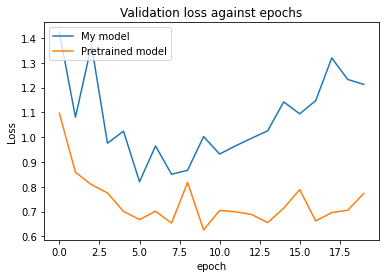 Validation loss against epochs
My model
Pretrained model
Loss
1.4
1.3
1.2
1.1
1.0
0.9
0.8
0.7
0.6
0.0 2.5 5.0 7.5 10.0 12.5 15.0 17.5
epoch